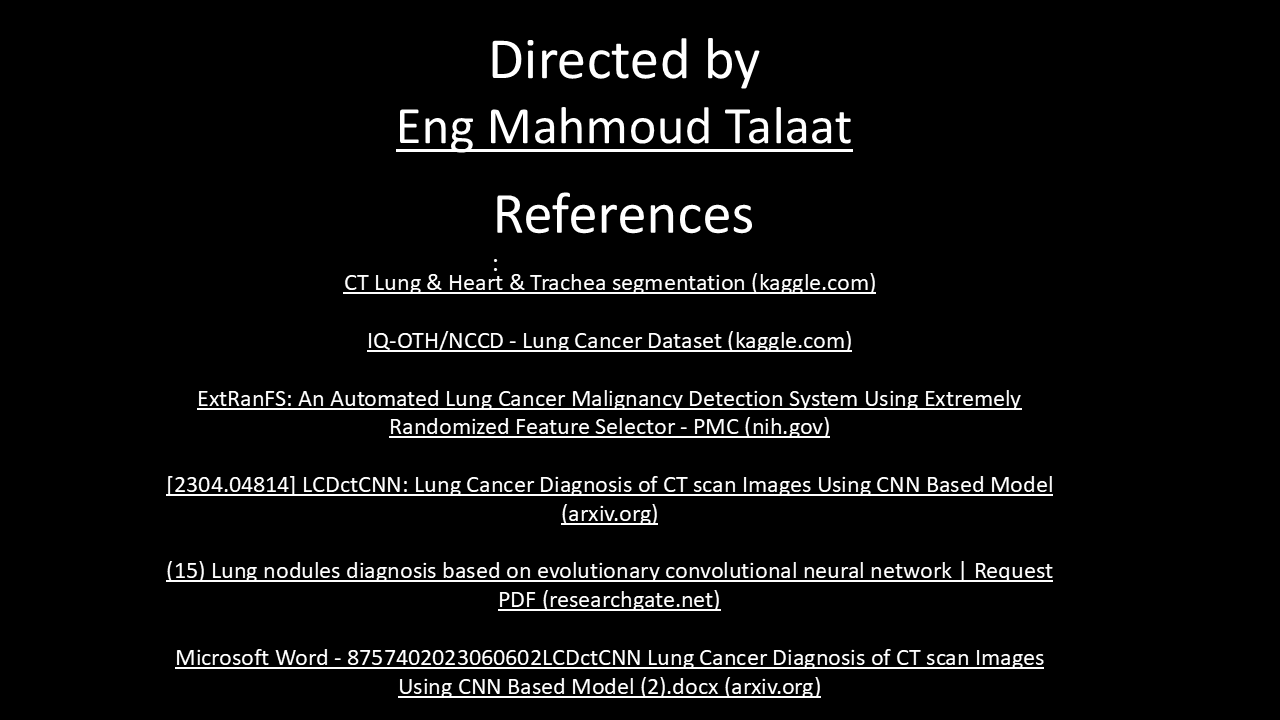 Directed by
Eng Mahmoud Talaat
References
:
CT Lung & Heart & Trachea segmentation (kaggle.com)
IQ-OTH/NCCD - Lung Cancer Dataset (kaggle.com)
ExtRanFS: An Automated Lung Cancer Malignancy Detection System Using Extremely
Randomized Feature Selector - PMC (nih.gov)
[2304.04814] LCDctCNN: Lung Cancer Diagnosis of CT scan Images Using CNN Based Model
(arxiv.org)
(15) Lung nodules diagnosis based on evolutionary convolutional neural network | Request
PDF (researchgate.net)
Microsoft Word - 8757402023060602LCDctCNN Lung Cancer Diagnosis of CT scan Images
Using CNN Based Model (2).docx (arxiv.org)